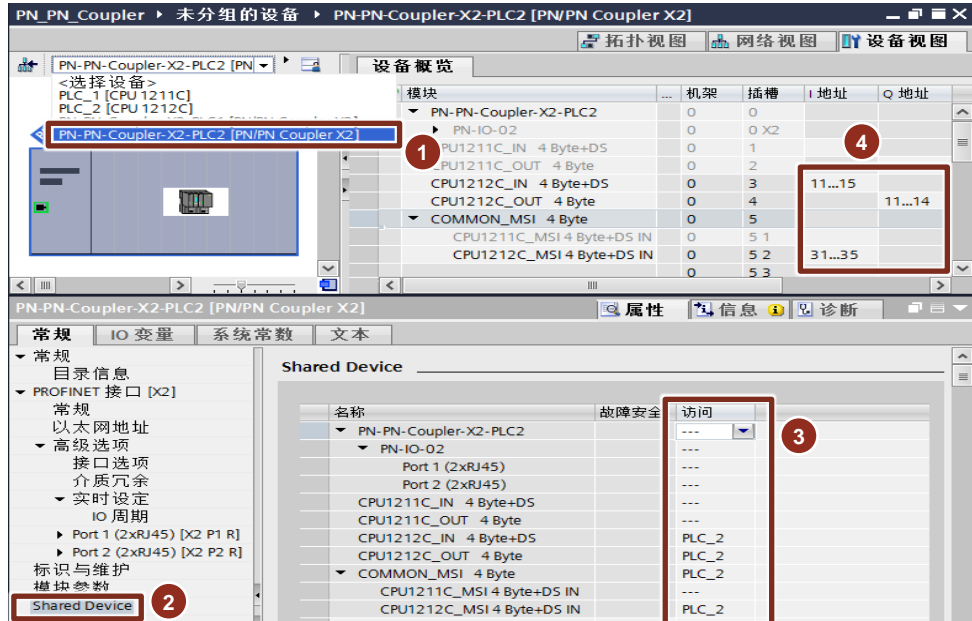 PN_PN_Coupler ▸ 未分组的设备 ▸ PN-PN-Coupler-X2-PLC2 [PN/PN Coupler X2]
拓扑视图 网络视图 设备视图
PN-PN-Coupler-X2-PLC2 [PN 设备概览
<选择设备>
PLC_1 [CPU 1211C]
PLC_2 [CPU 1212C]
PN-PN-Coupler-X2-PLC2 [PN/PN Coupler X2]
1
模块 ... 机架 插槽 I 地址 Q 地址
PN-PN-Coupler-X2-PLC2 0 0
PN-IO-02 0 0 X2
CPU1211C_IN 4 Byte+DS 0 1
4
CPU1211C_OUT 4 Byte 0 2
CPU1212C_IN 4 Byte+DS 0 3 11...15
CPU1212C_OUT 4 Byte 0 4 11...14
COMMON_MSI 4 Byte 0 5
CPU1211C_MSI 4 Byte+DS IN 0 5 1
CPU1212C_MSI 4 Byte+DS IN 0 5 2 31...35
0 5 3
PN-PN-Coupler-X2-PLC2 [PN/PN Coupler X2] 属性 信息 诊断
常规 IO 变量 系统常数 文本
常规
目录信息
PROFINET 接口 [X2]
常规
以太网地址
高级选项
接口选项
介质冗余
实时设定
IO 周期
Port 1 (2xRJ45) [X2 P1 R]
Port 2 (2xRJ45) [X2 P2 R]
标识与维护
模块参数
Shared Device
2
Shared Device
名称 故障安全 访问
PN-PN-Coupler-X2-PLC2 ---
3
PN-IO-02 ---
Port 1 (2xRJ45) ---
Port 2 (2xRJ45) ---
CPU1211C_IN 4 Byte+DS ---
CPU1211C_OUT 4 Byte ---
CPU1212C_IN 4 Byte+DS PLC_2
CPU1212C_OUT 4 Byte PLC_2
COMMON_MSI 4 Byte PLC_2
CPU1211C_MSI 4 Byte+DS IN ---
CPU1212C_MSI 4 Byte+DS IN PLC_2